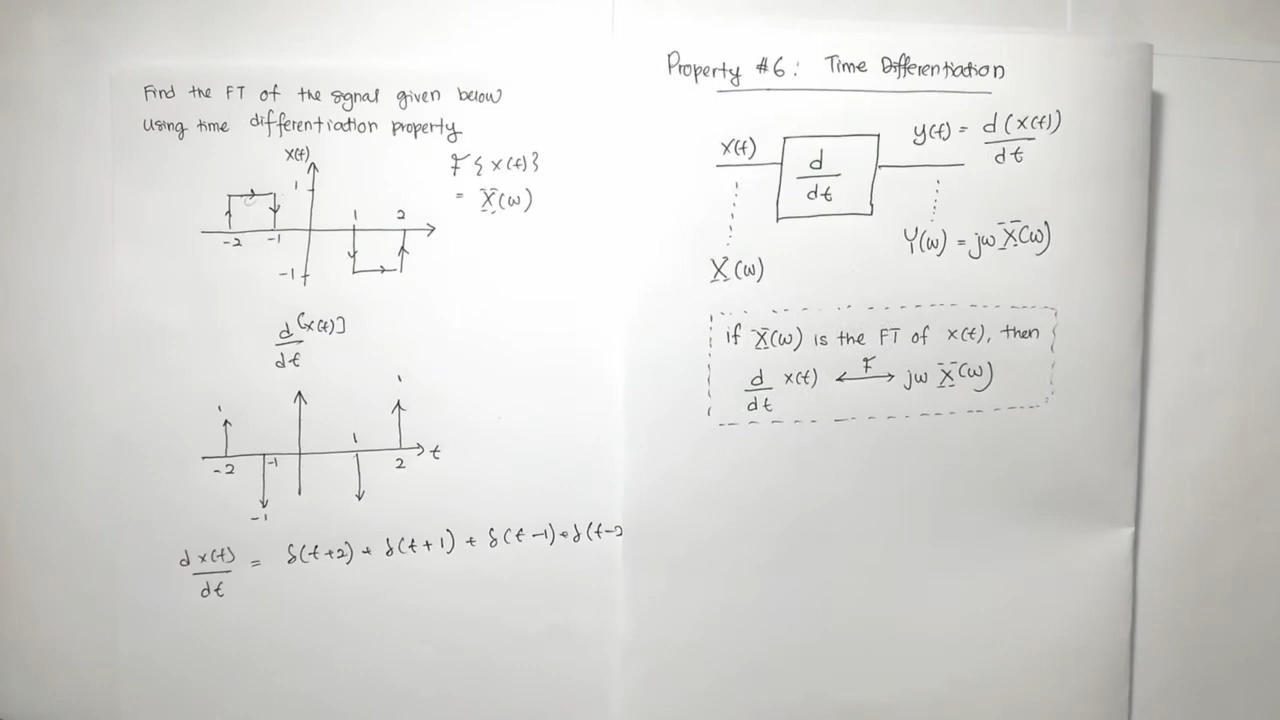 Find the FT of the signal given below
Using time differentiation property
x(t)
F { x(t) }
= X(ω)
1
-2 -1 1 2
-1
d [x(t)]
dt
1 1
-2 -1 1 2 t
-1
d x(t) = δ(t+2) + δ(t+1) + δ(t-1) + δ(t-2
dt
Property #6: Time Differentiation
x(t)
d
dt
y(t) = d(x(t))
dt
X(ω)
Y(ω) = jω X(ω)
if X(ω) is the FT of x(t), then
d x(t) ⟷ jω X(ω)
F
dt